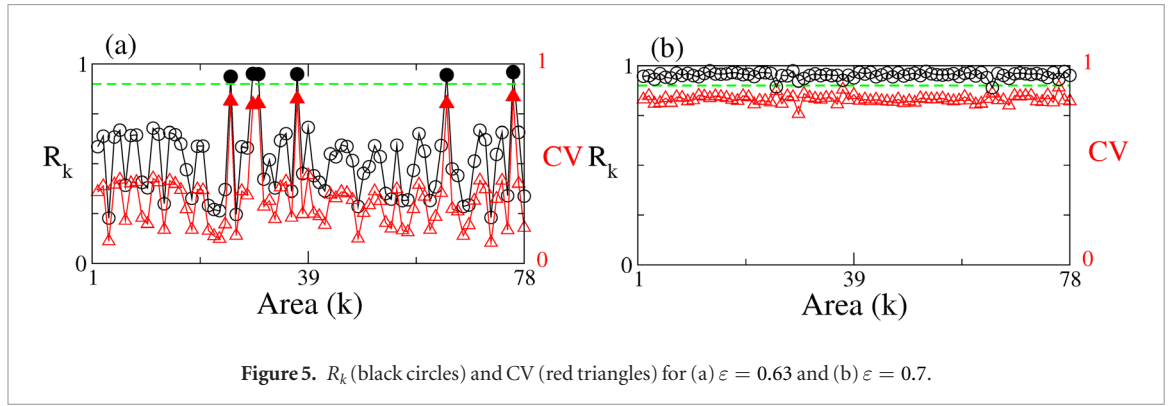 (a)
1
R_k
0
1
39
78
Area (k)
1
CV
0
(b)
1
R_k
0
1
39
78
Area (k)
1
CV
0
Figure 5. R_k (black circles) and CV (red triangles) for (a) ε = 0.63 and (b) ε = 0.7.